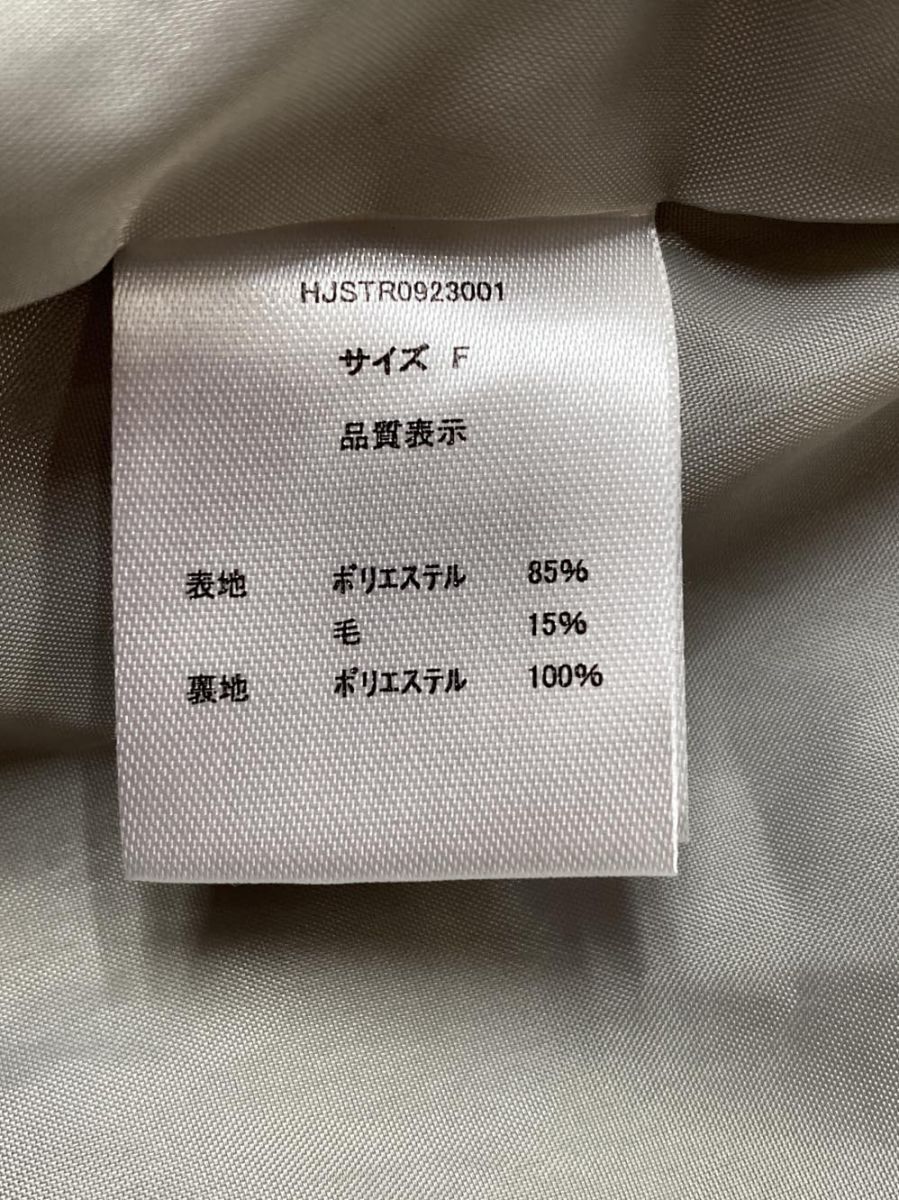 HJSTR0923001
サイズ F
品質表示
表地 ポリエステル 85%
毛 15%
裏地 ポリエステル 100%